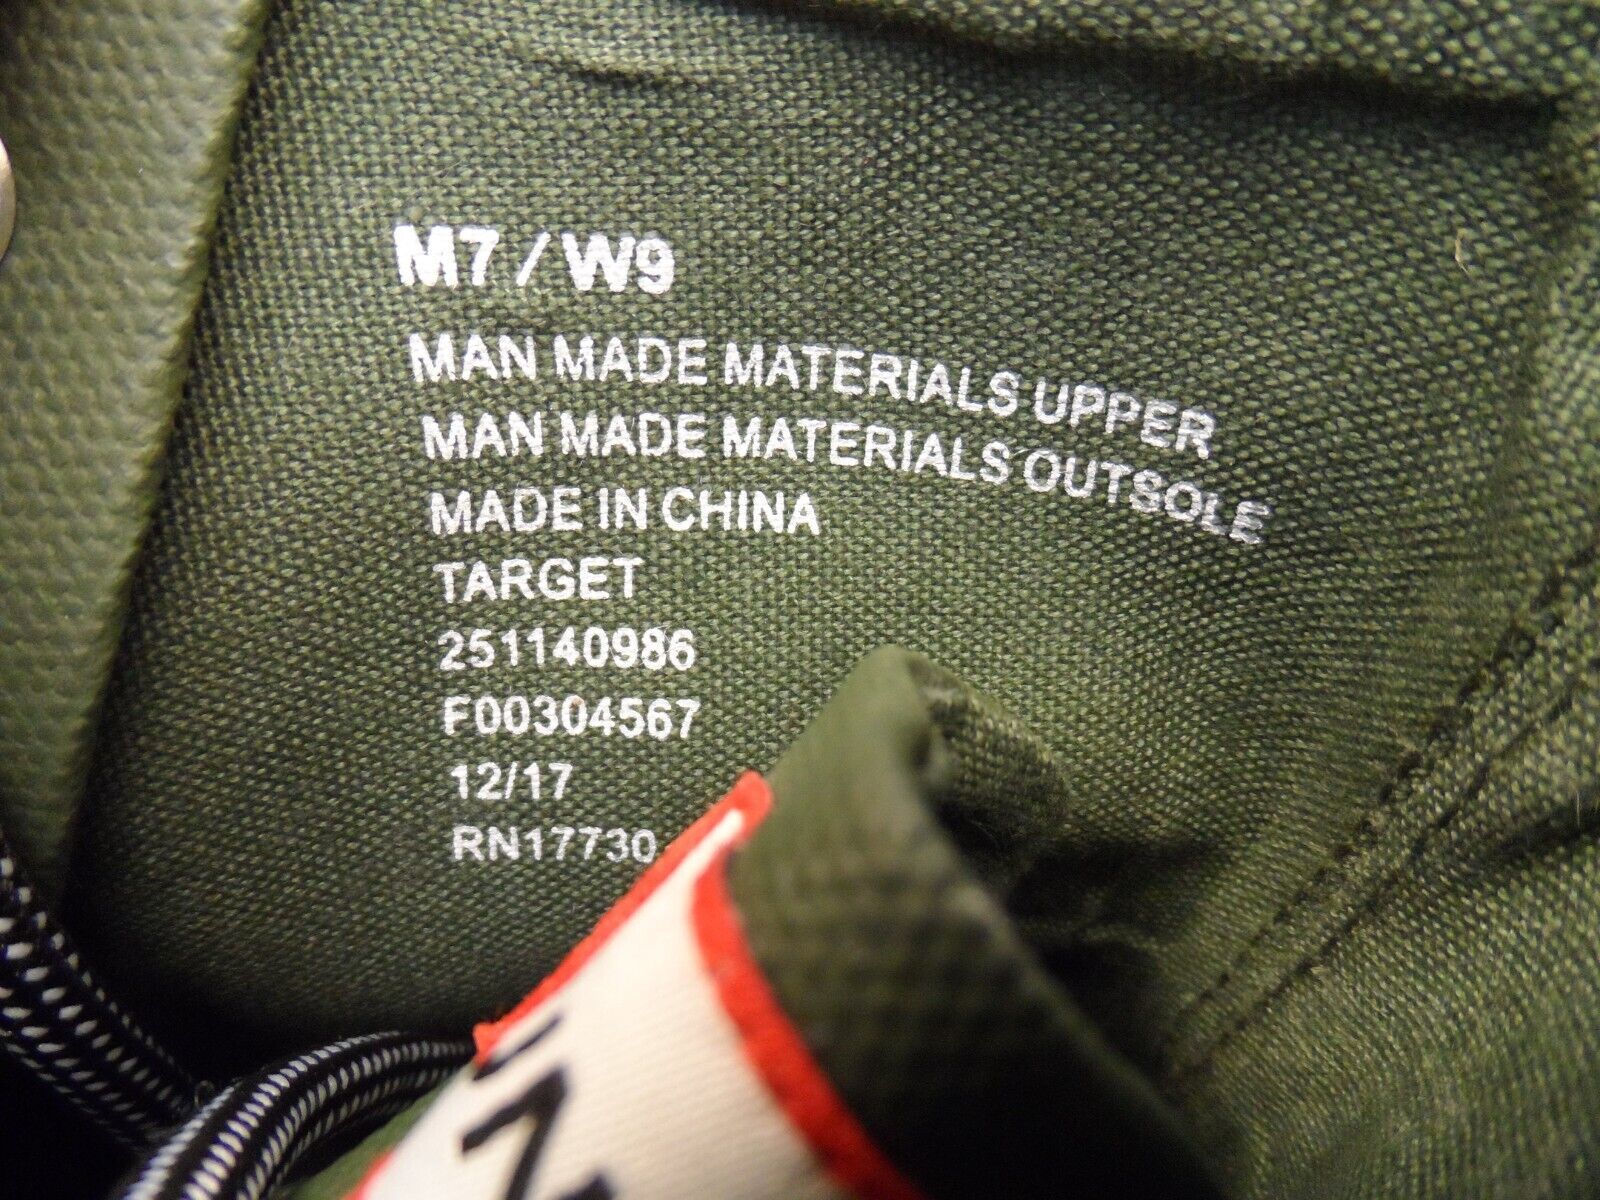 M7 / W9
MAN MADE MATERIALS UPPER
MAN MADE MATERIALS OUTSOLE
MADE IN CHINA
TARGET
251140986
F00304567
12/17
RN17730